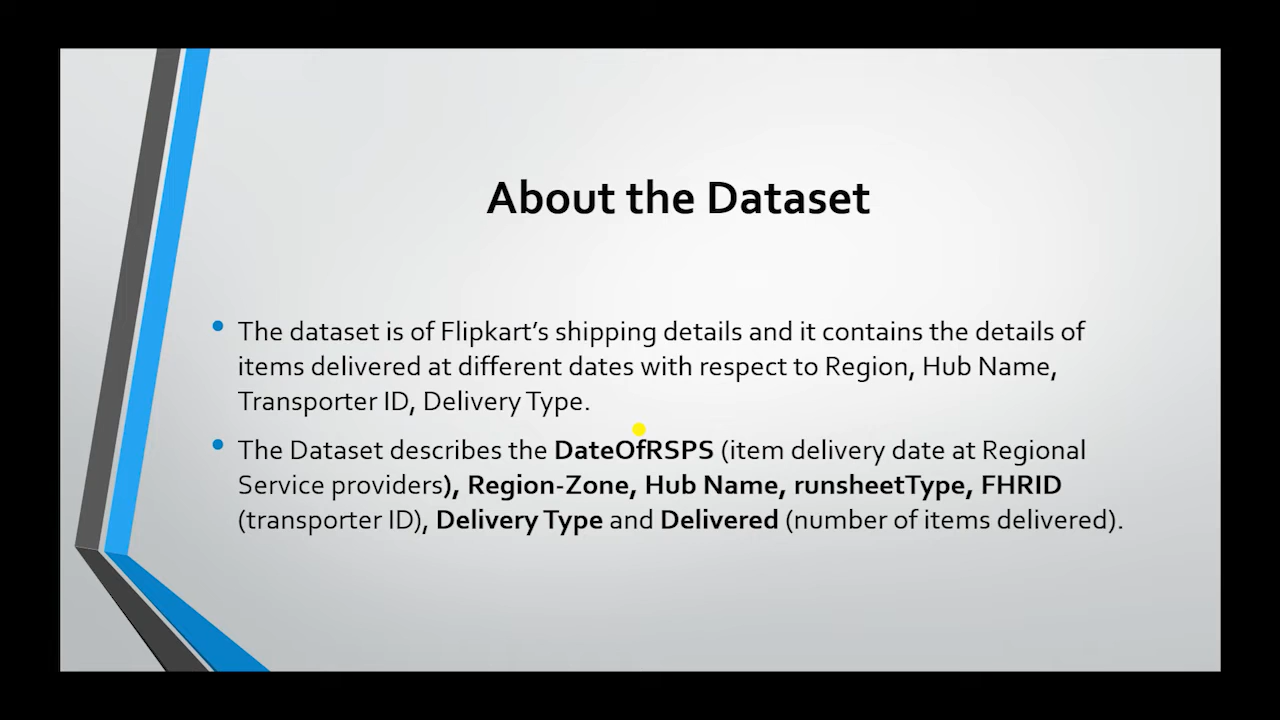 About the Dataset
• The dataset is of Flipkart’s shipping details and it contains the details of
items delivered at different dates with respect to Region, Hub Name,
Transporter ID, Delivery Type.
• The Dataset describes the DateOfRSPS (item delivery date at Regional
Service providers), Region-Zone, Hub Name, runsheetType, FHRID
(transporter ID), Delivery Type and Delivered (number of items delivered).